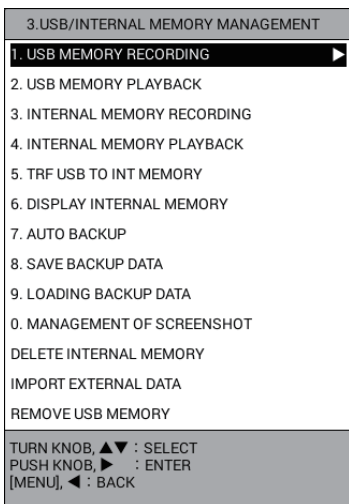 3.USB/INTERNAL MEMORY MANAGEMENT
1. USB MEMORY RECORDING ▶
2. USB MEMORY PLAYBACK
3. INTERNAL MEMORY RECORDING
4. INTERNAL MEMORY PLAYBACK
5. TRF USB TO INT MEMORY
6. DISPLAY INTERNAL MEMORY
7. AUTO BACKUP
8. SAVE BACKUP DATA
9. LOADING BACKUP DATA
0. MANAGEMENT OF SCREENSHOT
DELETE INTERNAL MEMORY
IMPORT EXTERNAL DATA
REMOVE USB MEMORY
TURN KNOB, ▲▼ : SELECT
PUSH KNOB, ▶ : ENTER
[MENU], ◀ : BACK